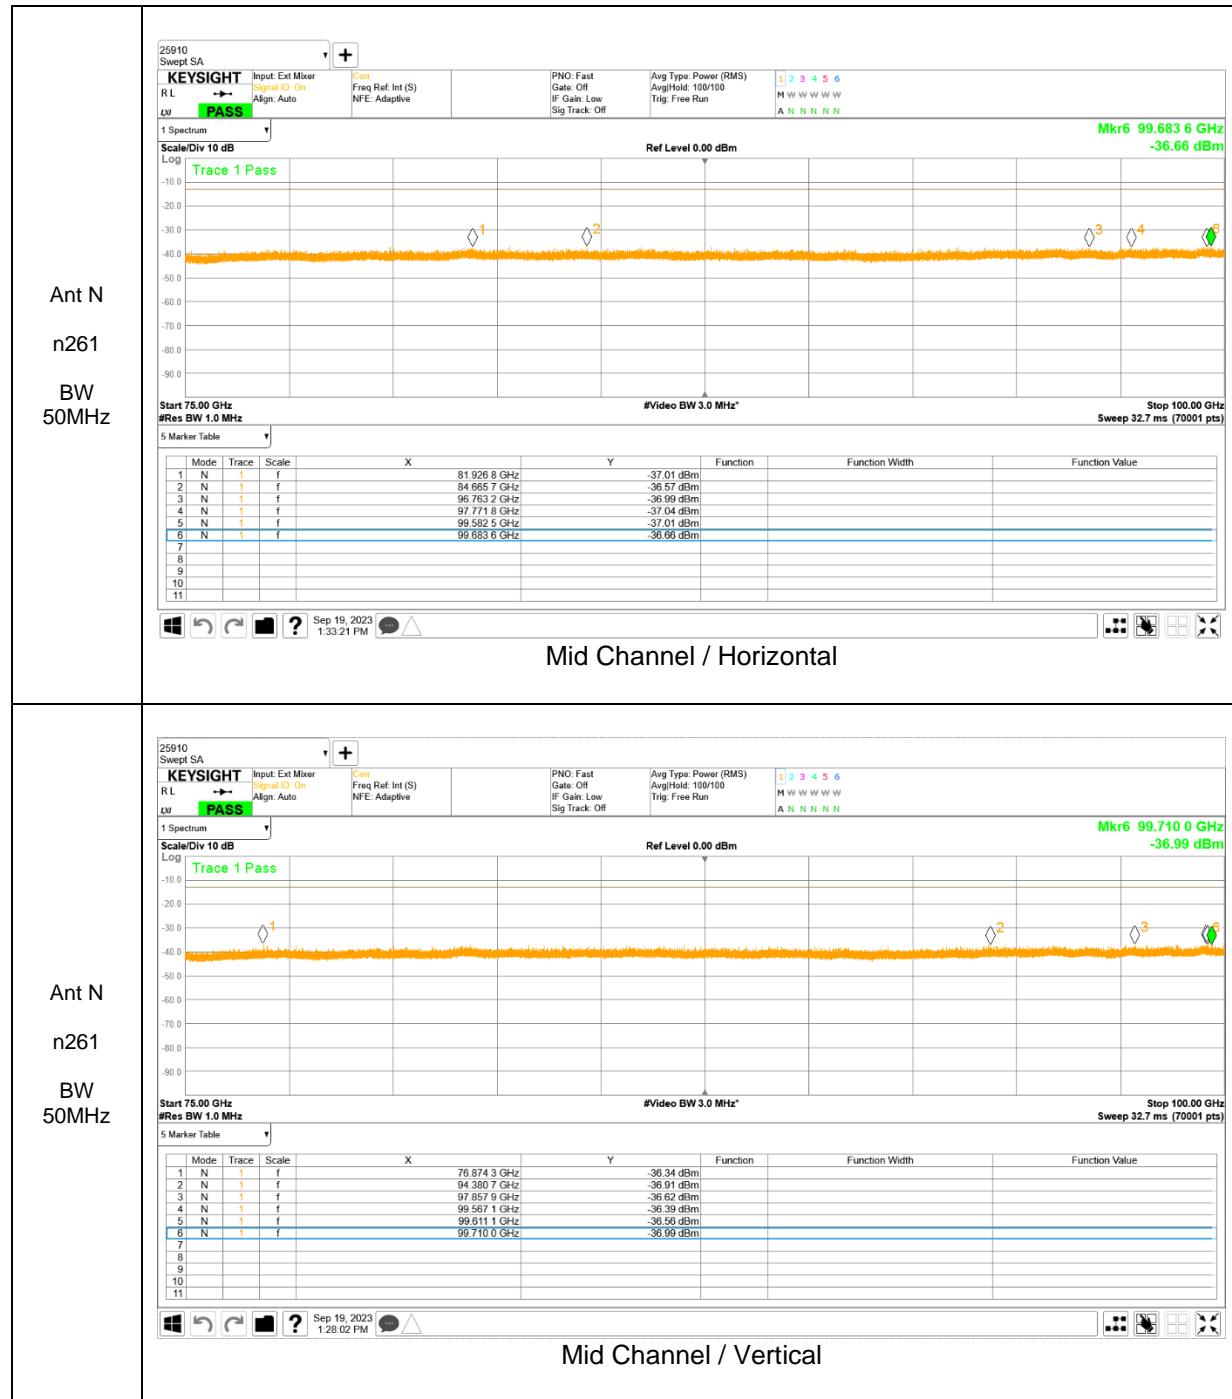 Ant N
n261
BW
50MHz
25910
Swept SA
KEYSIGHT
RL
LXI
PASS
Input: Ext Mixer
Signal ID: On
Align: Auto
Corr
Freq Ref: Int (S)
NFE: Adaptive
PNO: Fast
Gate: Off
IF Gain: Low
Sig Track: Off
Avg Type: Power (RMS)
Avg|Hold: 100/100
Trig: Free Run
1 2 3 4 5 6
M W W W W W
A N N N N N
1 Spectrum
Mkr6 99.683 6 GHz
Scale/Div 10 dB Ref Level 0.00 dBm -36.66 dBm
Log
Trace 1 Pass
-10.0
-20.0
-30.0
-40.0
-50.0
-60.0
-70.0
-80.0
-90.0
1 2 3 4 6
Start 75.00 GHz #Video BW 3.0 MHz* Stop 100.00 GHz
#Res BW 1.0 MHz Sweep 32.7 ms (70001 pts)
5 Marker Table
Mode Trace Scale X Y Function Function Width Function Value
1 N 1 f 81.926 8 GHz -37.01 dBm
2 N 1 f 84.665 7 GHz -36.57 dBm
3 N 1 f 96.763 2 GHz -36.99 dBm
4 N 1 f 97.771 8 GHz -37.04 dBm
5 N 1 f 99.582 5 GHz -37.01 dBm
6 N 1 f 99.683 6 GHz -36.66 dBm
7
8
9
10
11
? Sep 19, 2023
1:33:21 PM
Mid Channel / Horizontal
Ant N
n261
BW
50MHz
25910
Swept SA
KEYSIGHT
RL
LXI
PASS
Input: Ext Mixer
Signal ID: On
Align: Auto
Corr
Freq Ref: Int (S)
NFE: Adaptive
PNO: Fast
Gate: Off
IF Gain: Low
Sig Track: Off
Avg Type: Power (RMS)
Avg|Hold: 100/100
Trig: Free Run
1 2 3 4 5 6
M W W W W W
A N N N N N
1 Spectrum
Mkr6 99.710 0 GHz
Scale/Div 10 dB Ref Level 0.00 dBm -36.99 dBm
Log
Trace 1 Pass
-10.0
-20.0
-30.0
-40.0
-50.0
-60.0
-70.0
-80.0
-90.0
1 2 3 6
Start 75.00 GHz #Video BW 3.0 MHz* Stop 100.00 GHz
#Res BW 1.0 MHz Sweep 32.7 ms (70001 pts)
5 Marker Table
Mode Trace Scale X Y Function Function Width Function Value
1 N 1 f 76.874 3 GHz -36.34 dBm
2 N 1 f 94.380 7 GHz -36.91 dBm
3 N 1 f 97.857 9 GHz -36.62 dBm
4 N 1 f 99.567 1 GHz -36.39 dBm
5 N 1 f 99.611 1 GHz -36.56 dBm
6 N 1 f 99.710 0 GHz -36.99 dBm
7
8
9
10
11
? Sep 19, 2023
1:28:02 PM
Mid Channel / Vertical